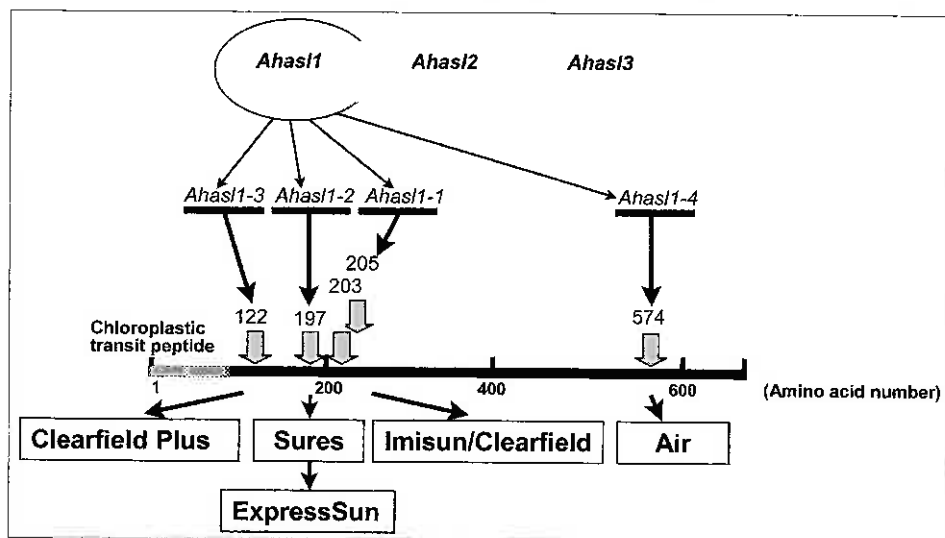 Ahasl1 Ahasl2 Ahasl3
Ahasl1-3 Ahasl1-2 Ahasl1-1 Ahasl1-4
205
203
122 197 574
Chloroplastic
transit peptide
1 200 400 600 (Amino acid number)
Clearfield Plus Sures Imisun/Clearfield Air
ExpressSun